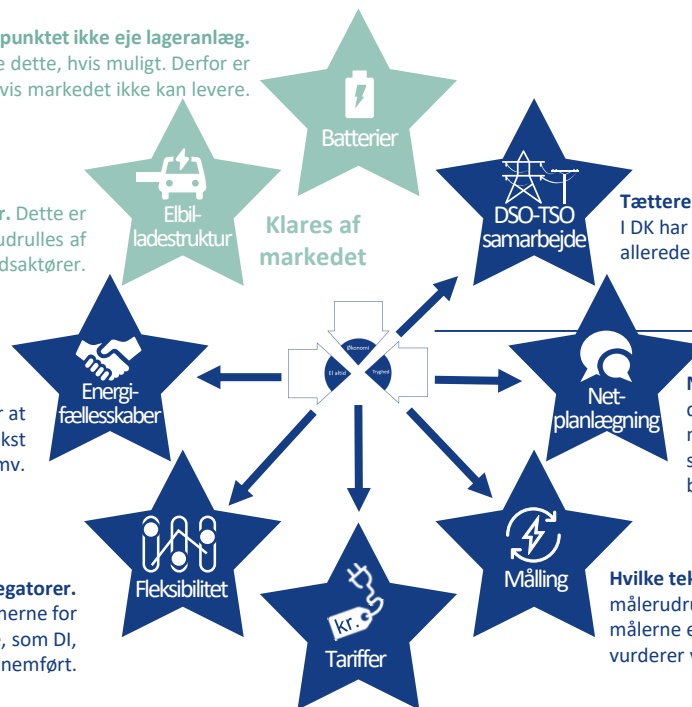 punktet ikke eje lageranlæg.
e dette, hvis muligt. Derfor er
vis markedet ikke kan levere.
Batterier
Elbil-
ladestruktur
r. Dette er
udrulles af
dsaktører.
Klares af
markedet
DSO-TSO
samarbejde
Tættere
I DK har
allerede
Økonomi
El altid
Tryghed
Energi-
fællesskaber
r at
kst
mv.
Net-
planlægning
N
d
n
s
b
Fleksibilitet
egatorer.
nerne for
e, som DI,
nemført.
kr.
Tariffer
Målling
Hvilke tek
målerudru
målerne e
vurderer v